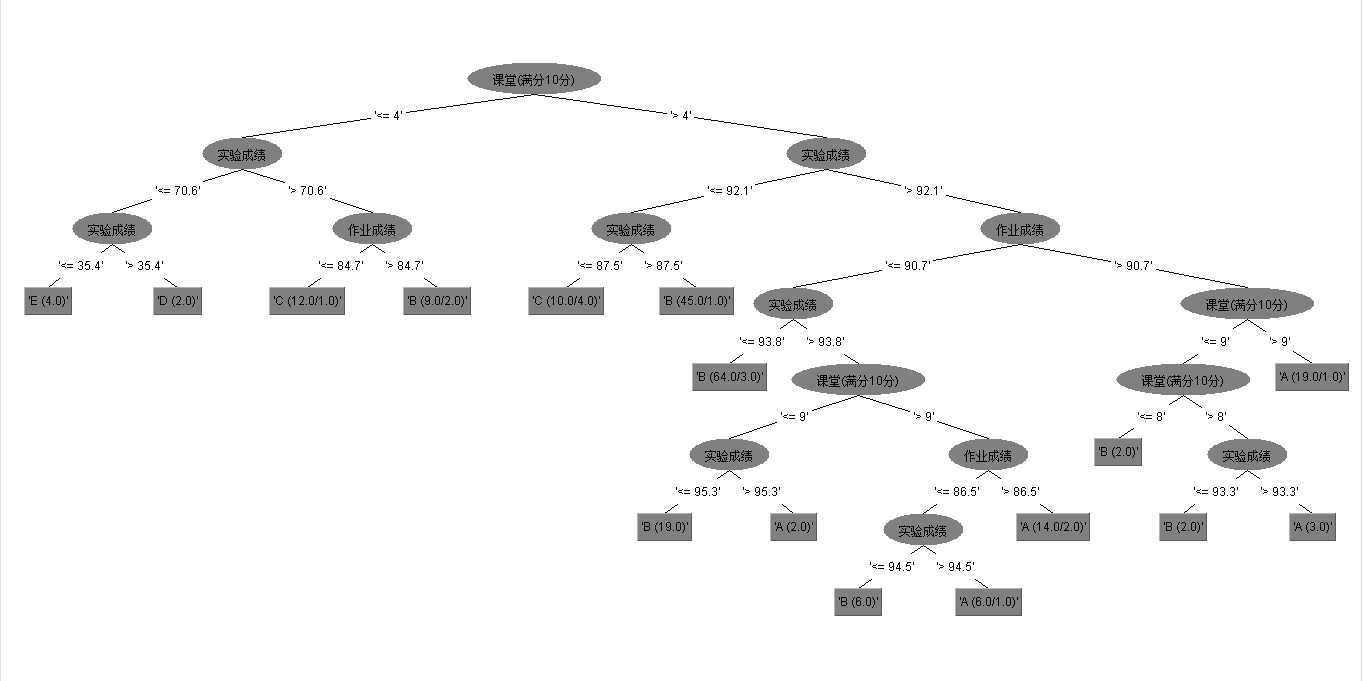 课堂(满分10分)
'<= 4'
'> 4'
实验成绩
实验成绩
'<= 70.6'
'> 70.6'
'<= 92.1'
'> 92.1'
实验成绩
作业成绩
实验成绩
作业成绩
'<= 35.4'
'> 35.4'
'<= 84.7'
'> 84.7'
'<= 87.5'
'> 87.5'
'<= 90.7'
'> 90.7'
'E (4.0)'
'D (2.0)'
'C (12.0/1.0)'
'B (9.0/2.0)'
'C (10.0/4.0)'
'B (45.0/1.0)'
实验成绩
课堂(满分10分)
'<= 93.8'
'> 93.8'
'<= 9'
'> 9'
'B (64.0/3.0)'
课堂(满分10分)
课堂(满分10分)
'A (19.0/1.0)'
'<= 9'
'> 9'
'<= 8'
'> 8'
实验成绩
作业成绩
'B (2.0)'
实验成绩
'<= 95.3'
'> 95.3'
'<= 86.5'
'> 86.5'
'<= 93.3'
'> 93.3'
'B (19.0)'
'A (2.0)'
实验成绩
'A (14.0/2.0)'
'B (2.0)'
'A (3.0)'
'<= 94.5'
'> 94.5'
'B (6.0)'
'A (6.0/1.0)'